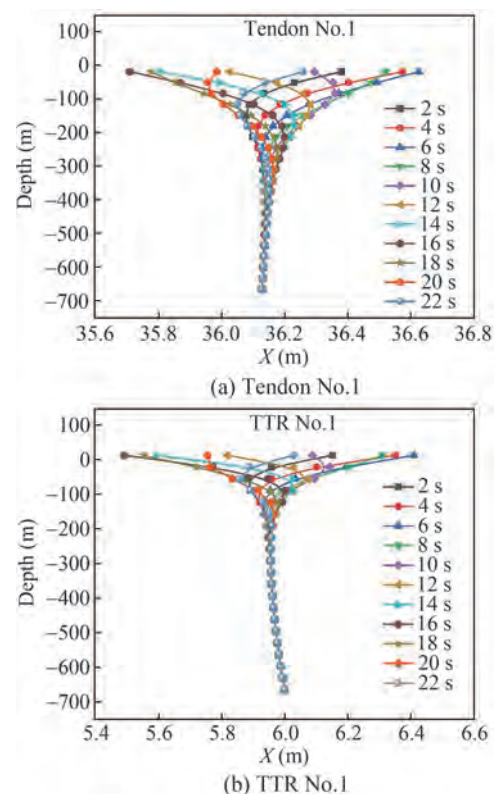 Tendon No.1
100
0
−100
−200
−300
−400
−500
−600
−700
Depth (m)
2 s
4 s
6 s
8 s
10 s
12 s
14 s
16 s
18 s
20 s
22 s
35.6 35.8 36.0 36.2 36.4 36.6 36.8
X (m)
(a) Tendon No.1
TTR No.1
100
0
−100
−200
−300
−400
−500
−600
−700
Depth (m)
2 s
4 s
6 s
8 s
10 s
12 s
14 s
16 s
18 s
20 s
22 s
5.4 5.6 5.8 6.0 6.2 6.4 6.6
X (m)
(b) TTR No.1